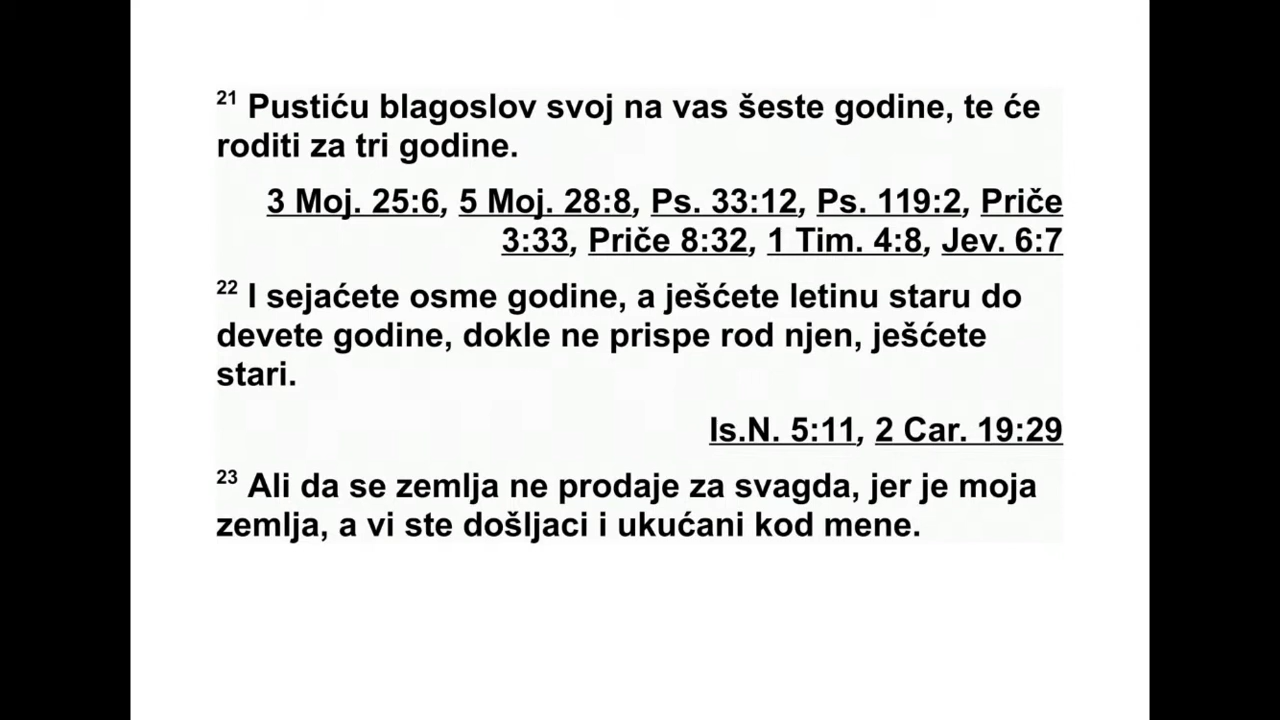 21 Pustiću blagoslov svoj na vas šeste godine, te će
roditi za tri godine.
3 Moj. 25:6, 5 Moj. 28:8, Ps. 33:12, Ps. 119:2, Priče
3:33, Priče 8:32, 1 Tim. 4:8, Jev. 6:7
22 I sejaćete osme godine, a ješćete letinu staru do
devete godine, dokle ne prispe rod njen, ješćete
stari.
Is.N. 5:11, 2 Car. 19:29
23 Ali da se zemlja ne prodaje za svagda, jer je moja
zemlja, a vi ste došljaci i ukućani kod mene.